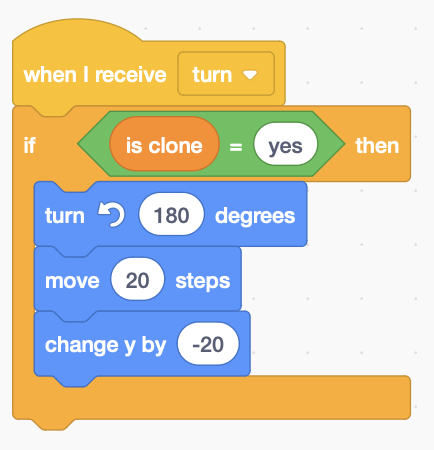 when I receive turn
if is clone = yes then
turn 180 degrees
move 20 steps
change y by -20